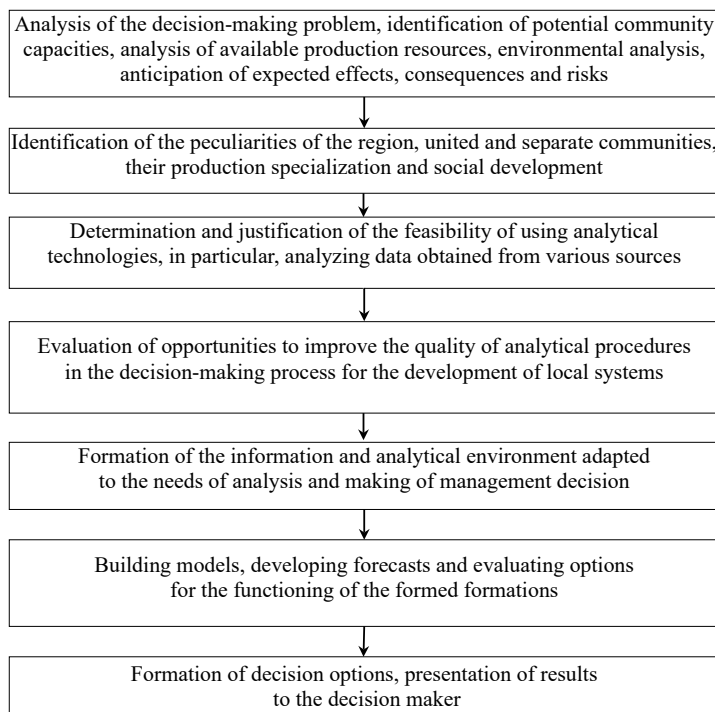 Analysis of the decision-making problem, identification of potential community
capacities, analysis of available production resources, environmental analysis,
anticipation of expected effects, consequences and risks
Identification of the peculiarities of the region, united and separate communities,
their production specialization and social development
Determination and justification of the feasibility of using analytical
technologies, in particular, analyzing data obtained from various sources
Evaluation of opportunities to improve the quality of analytical procedures
in the decision-making process for the development of local systems
Formation of the information and analytical environment adapted
to the needs of analysis and making of management decision
Building models, developing forecasts and evaluating options
for the functioning of the formed formations
Formation of decision options, presentation of results
to the decision maker